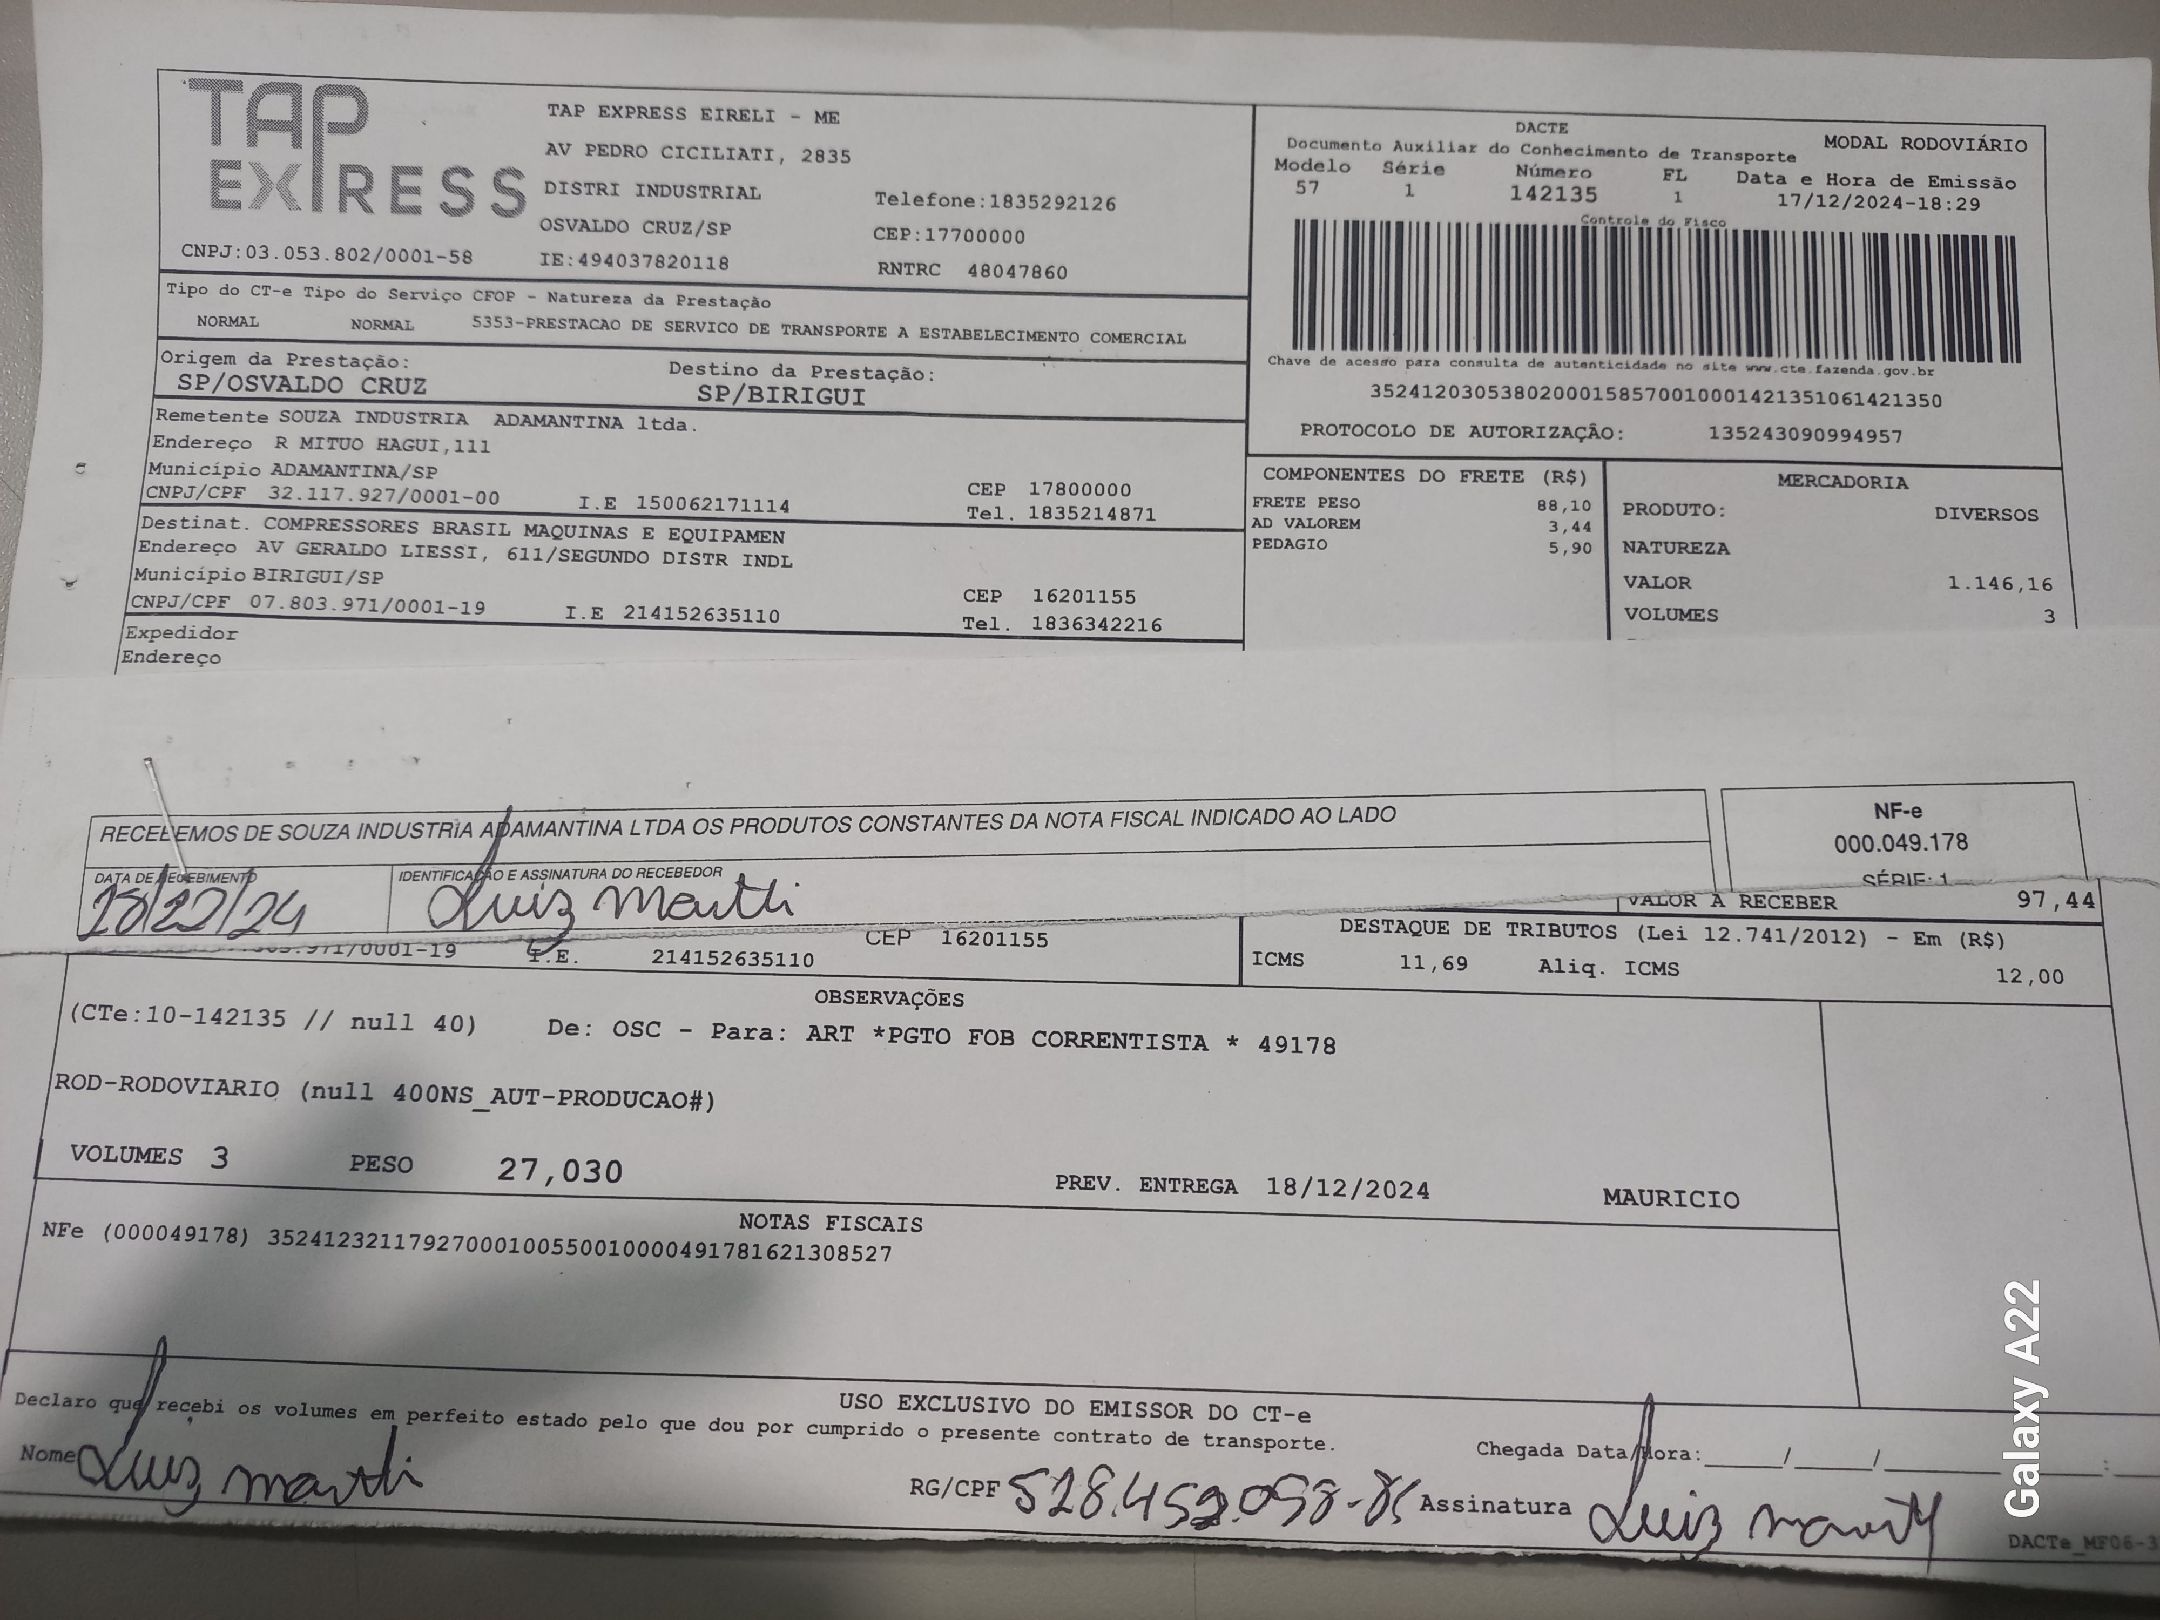 TAP EXPRESS
TAP EXPRESS EIRELI - ME
AV PEDRO CICILIATI, 2835
DISTRI INDUSTRIAL
Telefone:1835292126
OSVALDO CRUZ/SP
CEP:17700000
CNPJ:03.053.802/0001-58
IE:494037820118
RNTRC 48047860
DACTE
MODAL RODOVIÁRIO
Documento Auxiliar do Conhecimento de Transporte
Modelo Série Número FL Data e Hora de Emissão
57 1 142135 1 17/12/2024-18:29
Controle do Fisco
Chave de acesso para consulta de autenticidade no site www.cte.fazenda.gov.br
35241203053802000158570010001421351061421350
PROTOCOLO DE AUTORIZAÇÃO: 135243090994957
Tipo do CT-e Tipo do Serviço CFOP - Natureza da Prestação
NORMAL NORMAL 5353-PRESTACAO DE SERVICO DE TRANSPORTE A ESTABELECIMENTO COMERCIAL
Origem da Prestação: Destino da Prestação:
SP/OSVALDO CRUZ SP/BIRIGUI
Remetente SOUZA INDUSTRIA ADAMANTINA ltda.
Endereço R MITUO HAGUI,111
Município ADAMANTINA/SP
CEP 17800000
CNPJ/CPF 32.117.927/0001-00 I.E 150062171114 Tel. 1835214871
Destinat. COMPRESSORES BRASIL MAQUINAS E EQUIPAMEN
Endereço AV GERALDO LIESSI, 611/SEGUNDO DISTR INDL
Município BIRIGUI/SP
CEP 16201155
CNPJ/CPF 07.803.971/0001-19 I.E 214152635110 Tel. 1836342216
Expedidor
Endereço
COMPONENTES DO FRETE (R$)
FRETE PESO 88,10
AD VALOREM 3,44
PEDAGIO 5,90
MERCADORIA
PRODUTO: DIVERSOS
NATUREZA
VALOR 1.146,16
VOLUMES 3
RECEBEMOS DE SOUZA INDUSTRIA ADAMANTINA LTDA OS PRODUTOS CONSTANTES DA NOTA FISCAL INDICADO AO LADO
NF-e
000.049.178
SÉRIE: 1
DATA DE RECEBIMENTO
IDENTIFICAÇÃO E ASSINATURA DO RECEBEDOR
Luiz
VALOR A RECEBER 97,44
971/0001-19 I.E. 214152635110 CEP 16201155
DESTAQUE DE TRIBUTOS (Lei 12.741/2012) - Em (R$)
ICMS 11,69 Aliq. ICMS 12,00
OBSERVAÇÕES
(CTe:10-142135 // null 40) De: OSC - Para: ART *PGTO FOB CORRENTISTA * 49178
ROD-RODOVIARIO (null 400NS_AUT-PRODUCAO#)
VOLUMES 3 PESO 27,030 PREV. ENTREGA 18/12/2024 MAURICIO
NOTAS FISCAIS
NFe (000049178) 35241232117927000100550010000491781621308527
USO EXCLUSIVO DO EMISSOR DO CT-e
Declaro que recebi os volumes em perfeito estado pelo que dou por cumprido o presente contrato de transporte.
Chegada Data/Hora:_____/_____/_______:
Nome Luiz
RG/CPF
Assinatura Luiz
DACTe_MF06-3
Galaxy A22